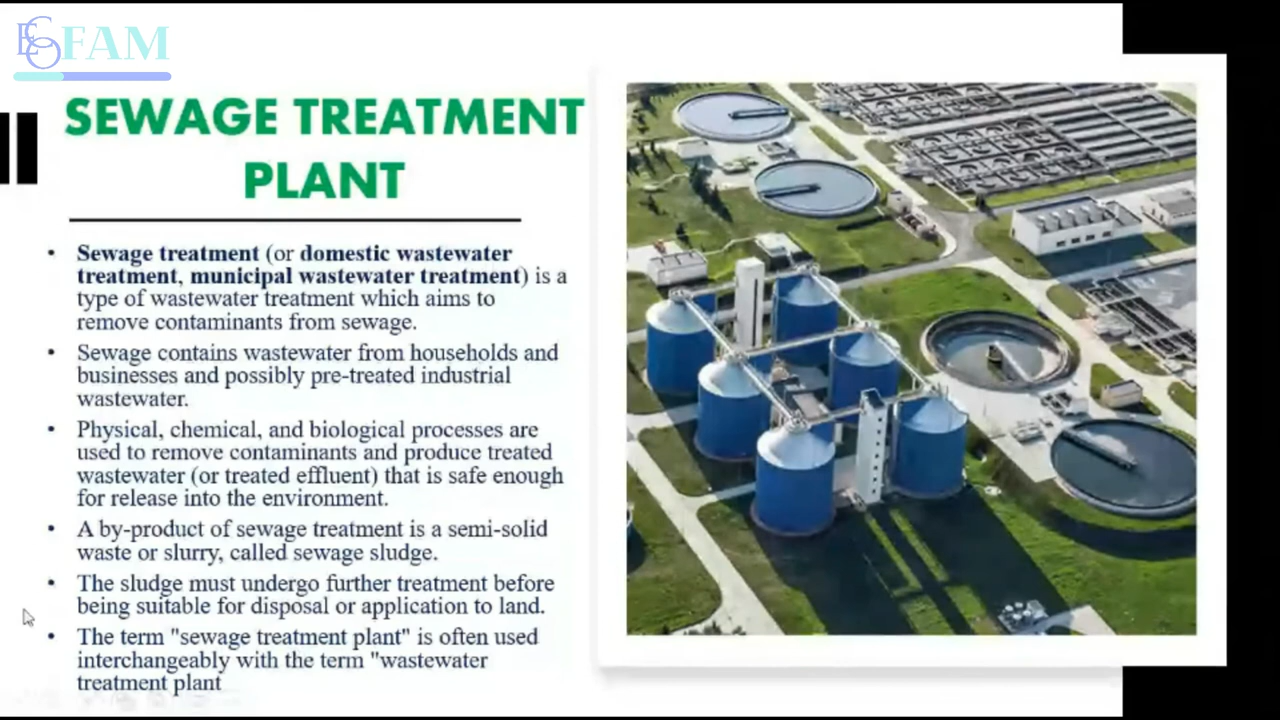 ECOFAM
SEWAGE TREATMENT
PLANT
• Sewage treatment (or domestic wastewater
treatment, municipal wastewater treatment) is a
type of wastewater treatment which aims to
remove contaminants from sewage.
• Sewage contains wastewater from households and
businesses and possibly pre-treated industrial
wastewater.
• Physical, chemical, and biological processes are
used to remove contaminants and produce treated
wastewater (or treated effluent) that is safe enough
for release into the environment.
• A by-product of sewage treatment is a semi-solid
waste or slurry, called sewage sludge.
• The sludge must undergo further treatment before
being suitable for disposal or application to land.
• The term "sewage treatment plant" is often used
interchangeably with the term "wastewater
treatment plant